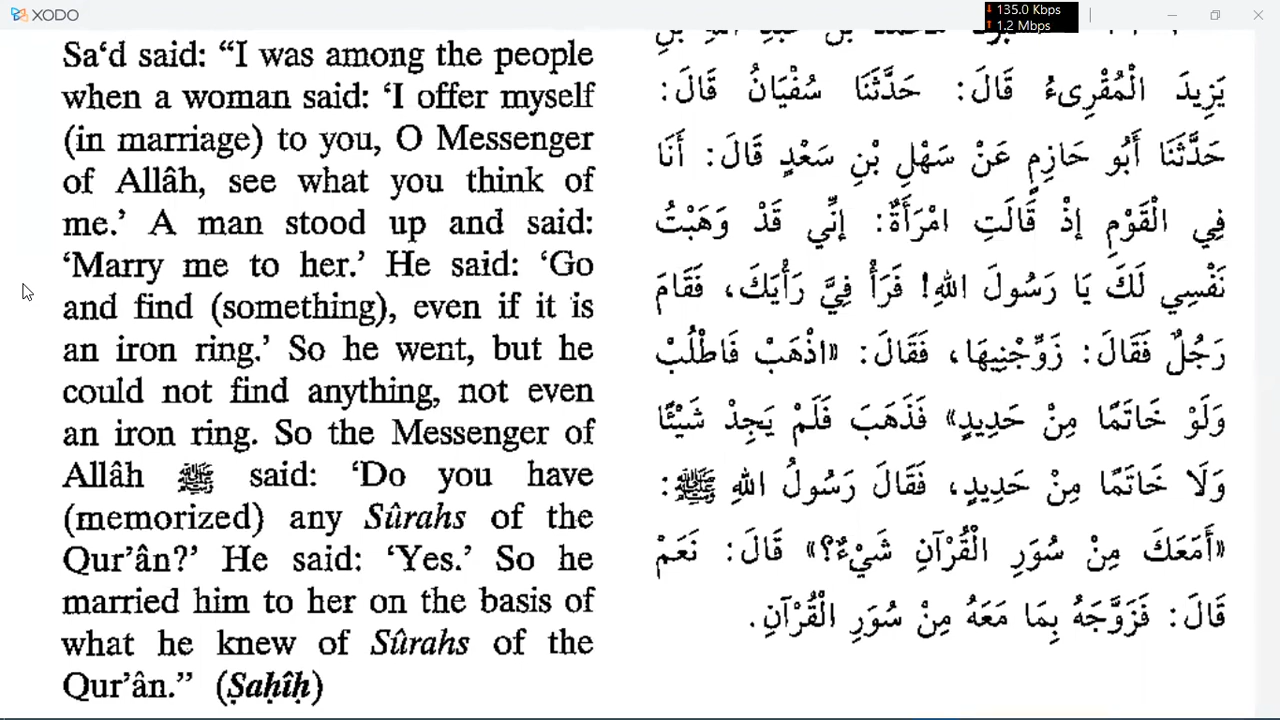 XODO
135.0 Kbps
1.2 Mbps
Sa‘d said: “I was among the people
when a woman said: ‘I offer myself
(in marriage) to you, O Messenger
of Allâh, see what you think of
me.’ A man stood up and said:
‘Marry me to her.’ He said: ‘Go
and find (something), even if it is
an iron ring.’ So he went, but he
could not find anything, not even
an iron ring. So the Messenger of
Allâh ﷺ said: ‘Do you have
(memorized) any Sûrahs of the
Qur’ân?’ He said: ‘Yes.’ So he
married him to her on the basis of
what he knew of Sûrahs of the
Qur’ân.” (Ṣaḥîḥ)
يَزِيدَ الْمُقْرِىءُ قَالَ: حَدَّثَنَا سُفْيَانُ قَالَ:
حَدَّثَنَا أَبُو حَازِمٍ عَنْ سَهْلِ بْنِ سَعْدٍ قَالَ: أَنَا
فِي الْقَوْمِ إِذْ قَالَتِ امْرَأَةٌ: إِنِّي قَدْ وَهَبْتُ
نَفْسِي لَكَ يَا رَسُولَ اللهِ! فَرَأْ فِيَّ رَأْيَكَ، فَقَامَ
رَجُلٌ فَقَالَ: زَوِّجْنِيهَا، فَقَالَ: «اذْهَبْ فَاطْلُبْ
وَلَوْ خَاتَمًا مِنْ حَدِيدٍ» فَذَهَبَ فَلَمْ يَجِدْ شَيْئًا
وَلَا خَاتَمًا مِنْ حَدِيدٍ، فَقَالَ رَسُولُ اللهِ ﷺ:
«أَمَعَكَ مِنْ سُوَرِ الْقُرْآنِ شَيْءٌ؟» قَالَ: نَعَمْ
قَالَ: فَزَوَّجَهُ بِمَا مَعَهُ مِنْ سُوَرِ الْقُرْآنِ.